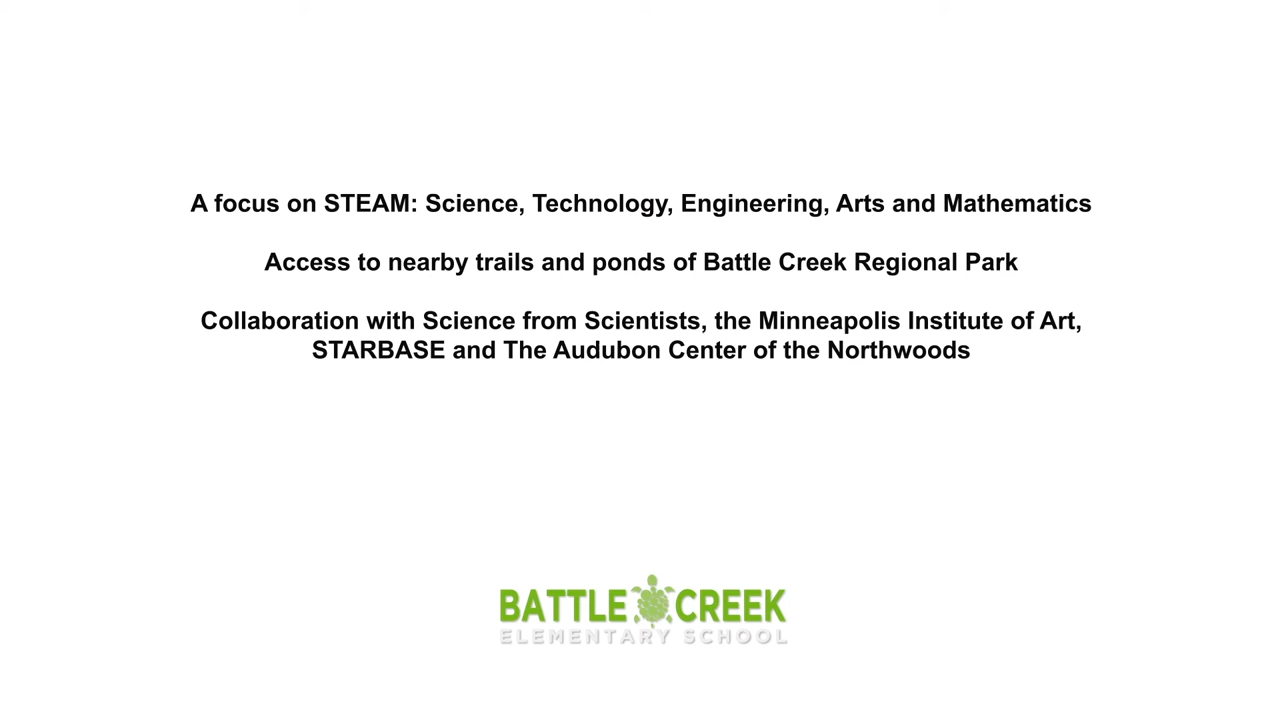 A focus on STEAM: Science, Technology, Engineering, Arts and Mathematics
Access to nearby trails and ponds of Battle Creek Regional Park
Collaboration with Science from Scientists, the Minneapolis Institute of Art,
STARBASE and The Audubon Center of the Northwoods
BATTLE CREEK
ELEMENTARY SCHOOL